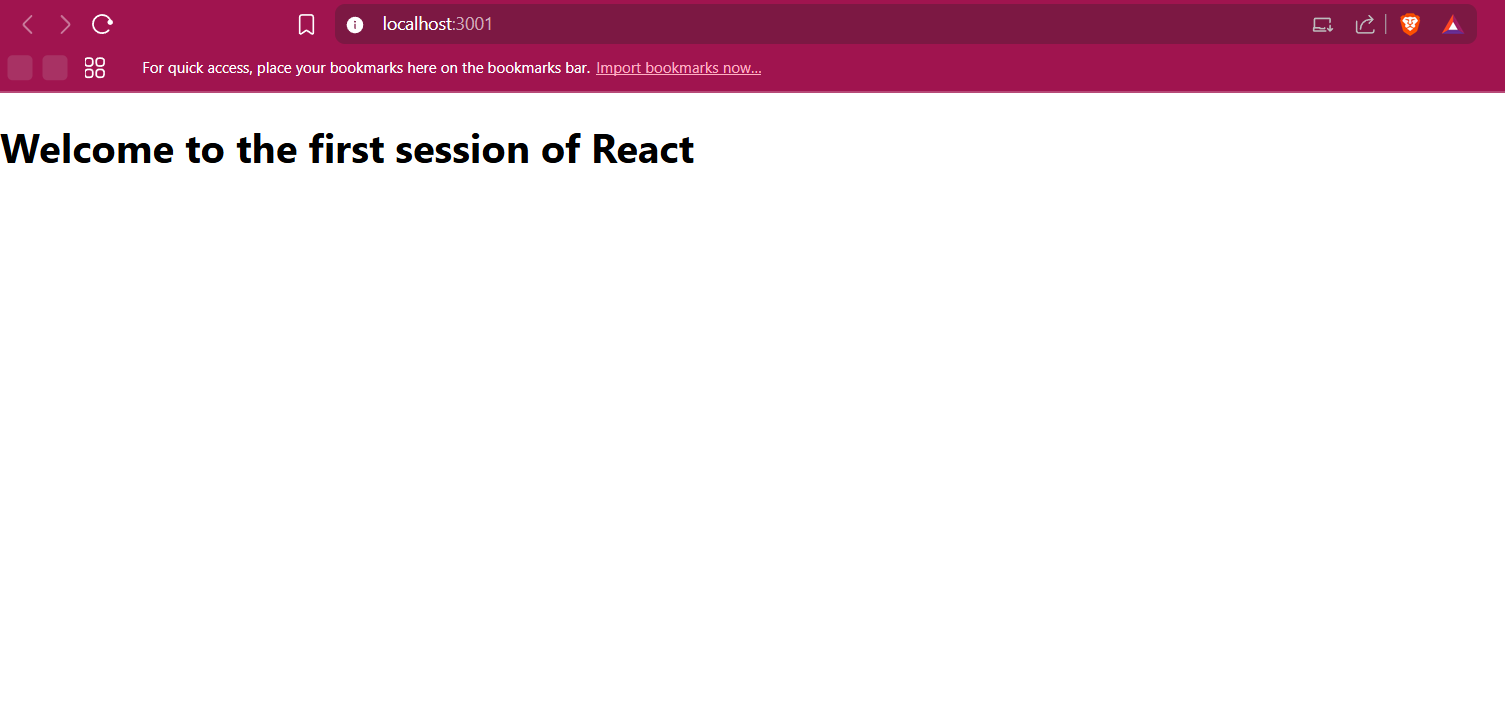 localhost:3001
For quick access, place your bookmarks here on the bookmarks bar. Import bookmarks now...
Welcome to the first session of React